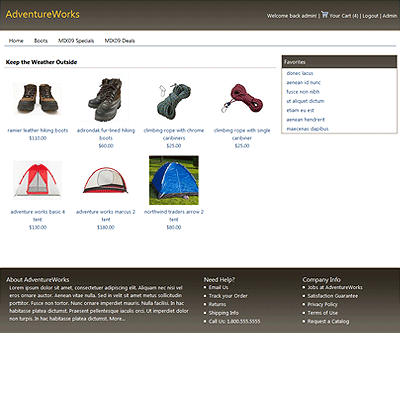 AdventureWorks
Welcome back admin! | Your Cart (4) | Logout | Admin
Home Boots MIX09 Specials MIX09 Deals
Keep the Weather Outside
rainier leather hiking boots
$110.00
adirondak fur-lined hiking boots
$60.00
climbing rope with chrome caribiners
$25.00
climbing rope with single caribiner
$25.00
adventure works basic 4 tent
$130.00
adventure works marcus 2 tent
$180.00
northwind traders arrow 2 tent
$80.00
Favorites
donec lacus
aenean id nunc
fusce non nibh
ut aliquet dictum
etiam eu est
aenean hendrerit
maecenas dapibus
About AdventureWorks
Lorem ipsum dolor sit amet, consectetuer adipiscing elit. Aliquam nec nisi vel
eros ornare auctor. Aenean vitae nulla. Sed in velit sit amet metus sollicitudin
porttitor. Fusce non tortor. Nunc ornare imperdiet mauris. Nulla facilisi. In hac
habitasse platea dictumst. Praesent pellentesque iaculis orci. Ut imperdiet dolor
non turpis. In hac habitasse platea dictumst. More...
Need Help?
Email Us
Track your Order
Returns
Shipping Info
Call Us: 1.800.555.5555
Company Info
Jobs at AdventureWorks
Satisfaction Guarantee
Privacy Policy
Terms of Use
Request a Catalog